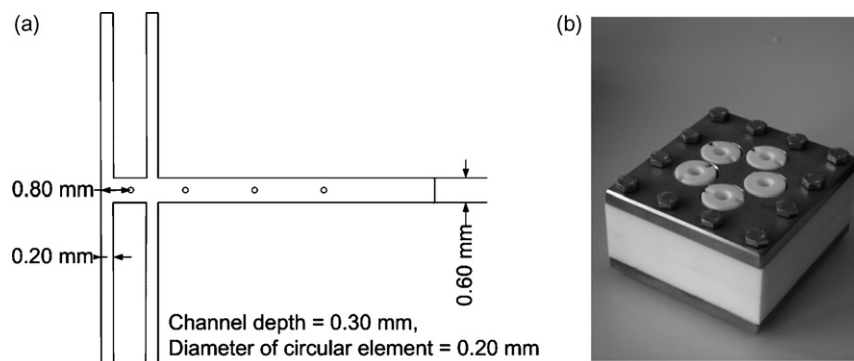 (a)
(b)
0.80 mm
0.20 mm
0.60 mm
Channel depth = 0.30 mm,
Diameter of circular element = 0.20 mm